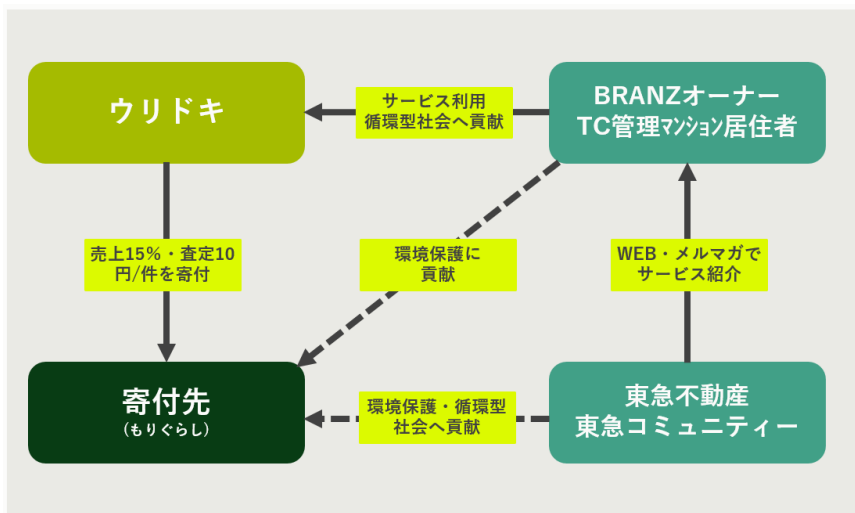 ウリドキ
サービス利用
循環型社会へ貢献
BRANZオーナー
TC管理ﾏﾝｼｮﾝ居住者
売上15％・査定10
円/件を寄付
環境保護に
貢献
WEB・メルマガで
サービス紹介
寄付先
(もりぐらし)
環境保護・循環型
社会へ貢献
東急不動産
東急コミュニティー